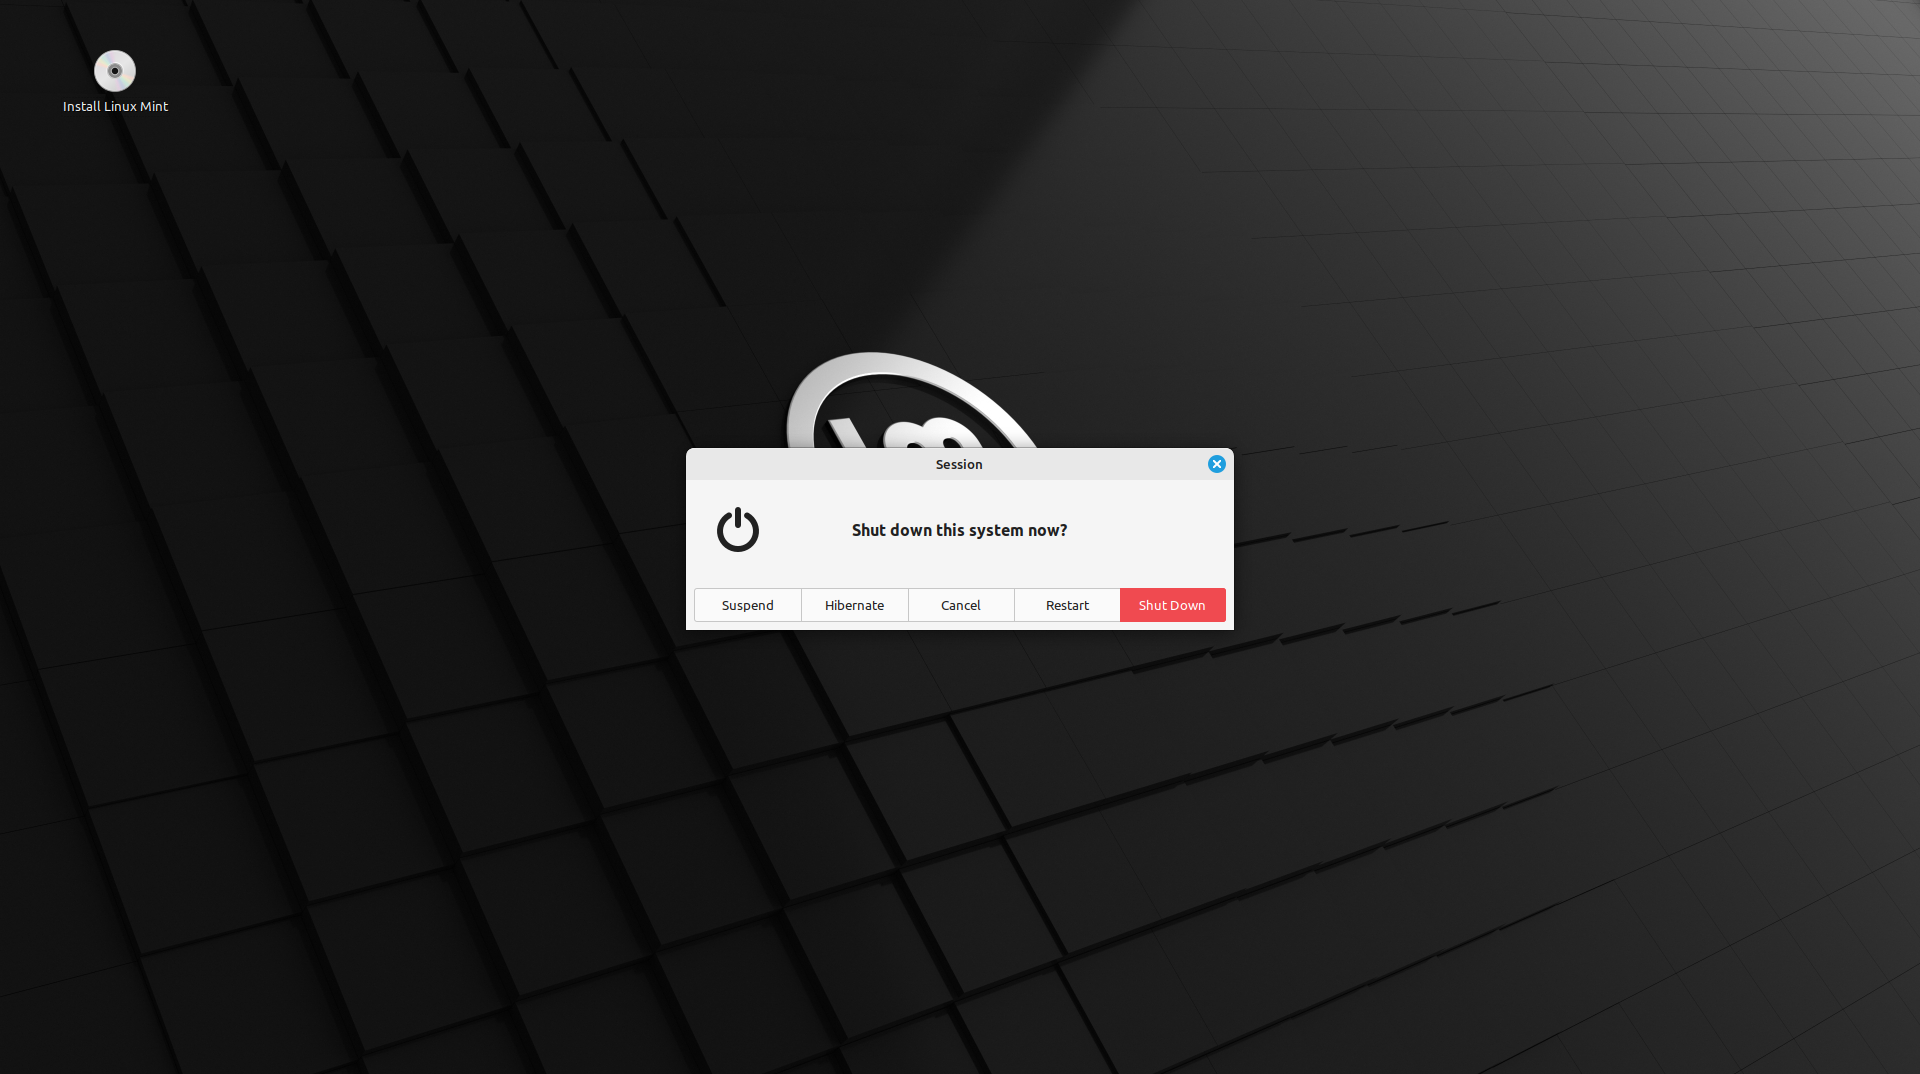 Install Linux Mint
Session
Shut down this system now?
Suspend
Hibernate
Cancel
Restart
Shut Down